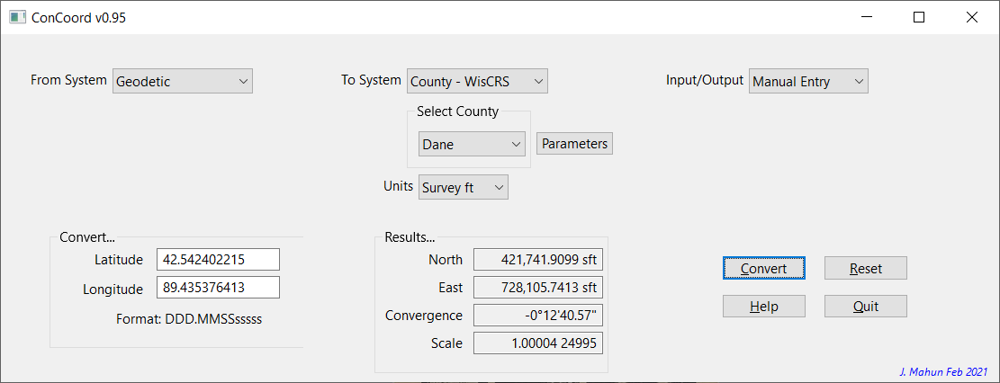 ConCoord v0.95
From System Geodetic To System County - WisCRS Input/Output Manual Entry
Select County
Dane Parameters
Units Survey ft
Convert... Results...
Latitude 42.542402215 North 421,741.9099 sft Convert Reset
Longitude 89.435376413 East 728,105.7413 sft
Format: DDD.MMSSsssss Convergence -0°12'40.57" Help Quit
Scale 1.00004 24995
J. Mahun Feb 2021